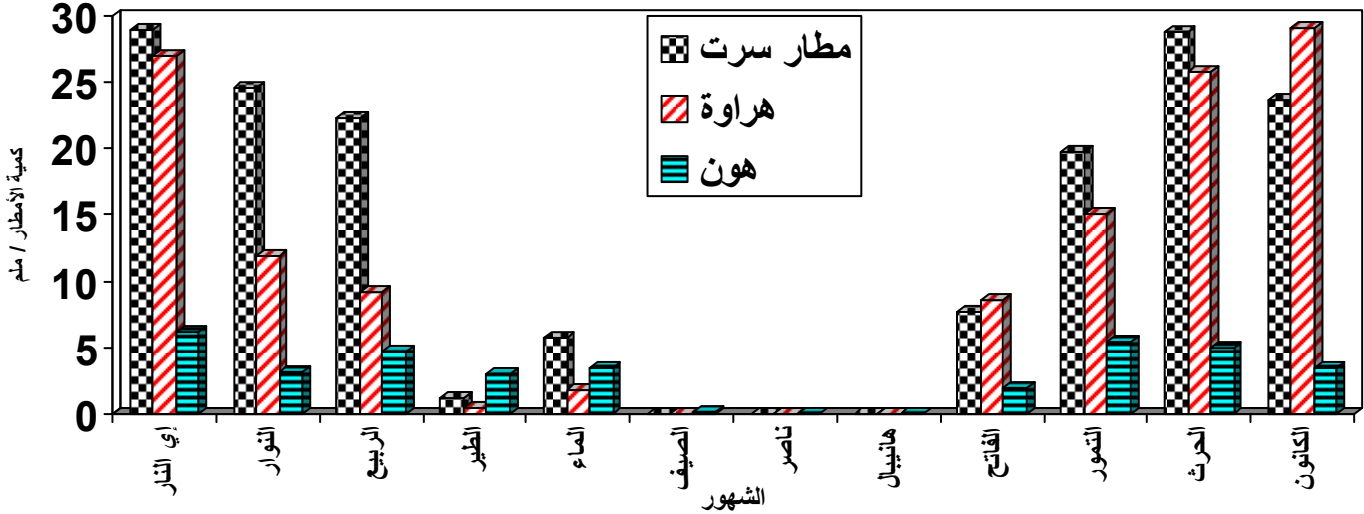 كمية الأمطار / ملم
30
25
20
15
10
5
0
مطار سرت
هراوة
هون
إي النار
النوار
الربيع
الطير
الماء
الصيف
ناصر
هانيبال
الفاتح
التمور
الحرث
الكانون
الشهور